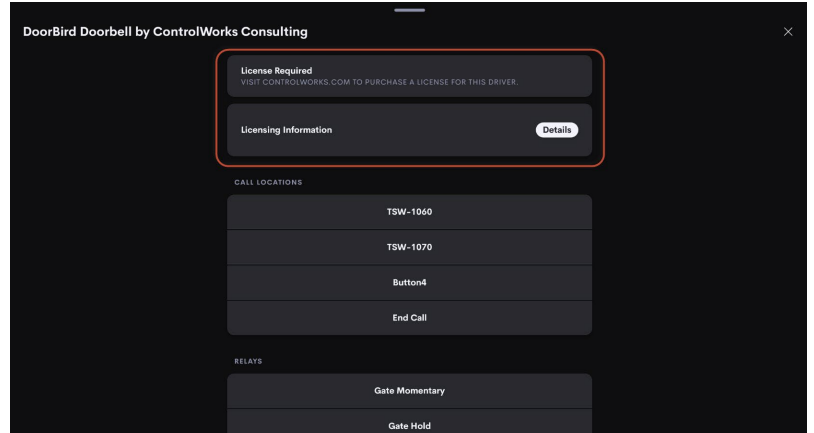 DoorBird Doorbell by ControlWorks Consulting
License Required
VISIT CONTROLWORKS.COM TO PURCHASE A LICENSE FOR THIS DRIVER.
Licensing Information
Details
CALL LOCATIONS
TSW-1060
TSW-1070
Button4
End Call
RELAYS
Gate Momentary
Gate Hold